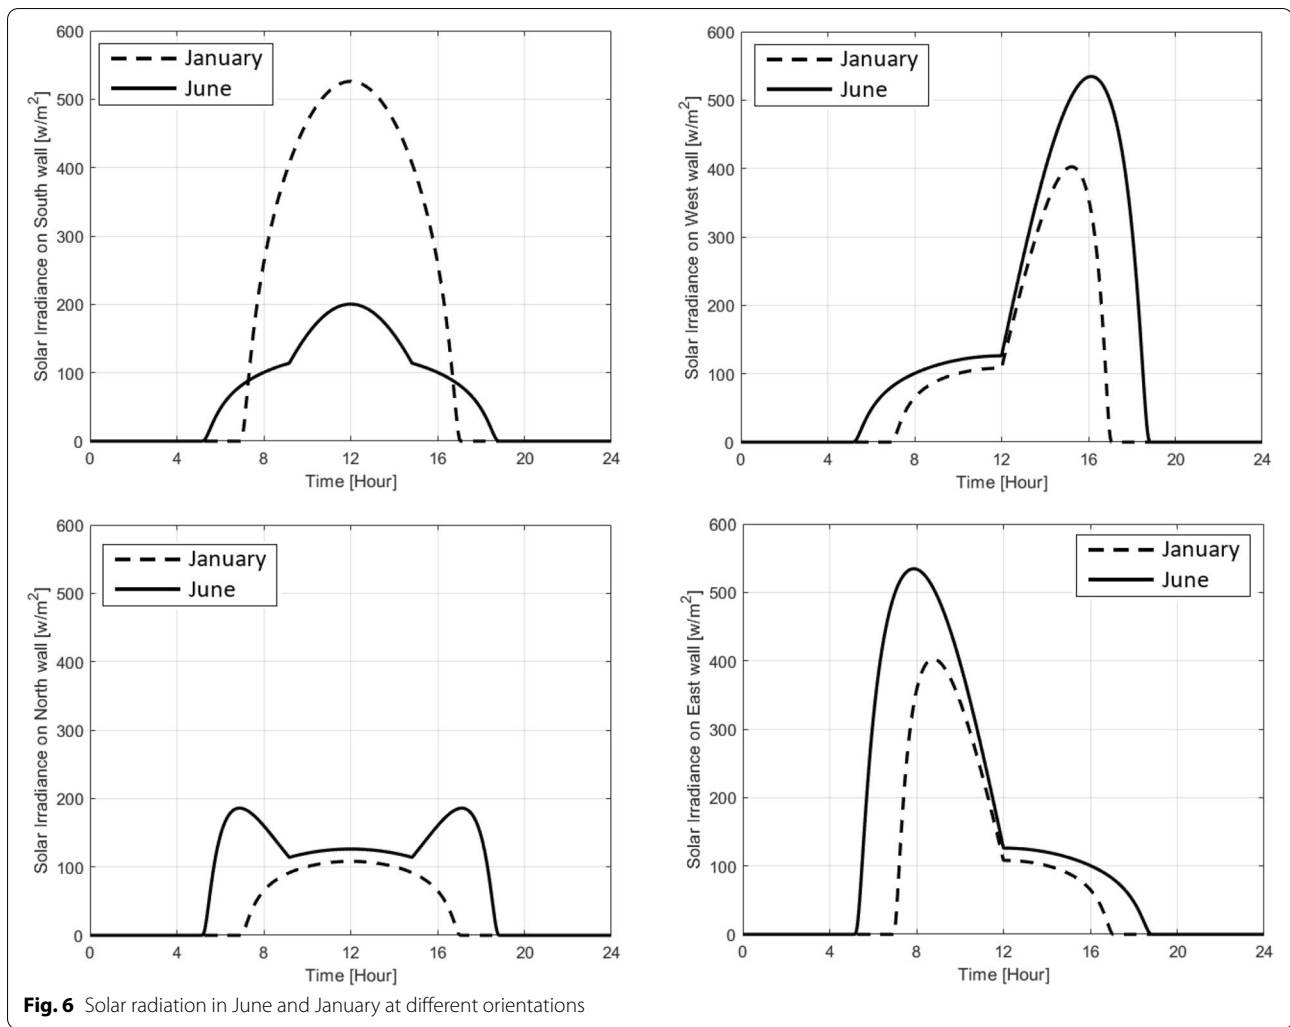 600
500
400
300
200
100
0
Solar Irradiance on South wall [w/m²]
January
June
0 4 8 12 16 20 24
Time [Hour]
600
500
400
300
200
100
0
Solar Irradiance on West wall [w/m²]
January
June
0 4 8 12 16 20 24
Time [Hour]
600
500
400
300
200
100
0
Solar Irradiance on North wall [w/m²]
January
June
0 4 8 12 16 20 24
Time [Hour]
600
500
400
300
200
100
0
Solar Irradiance on East wall [w/m²]
January
June
0 4 8 12 16 20 24
Time [Hour]
Fig. 6 Solar radiation in June and January at different orientations